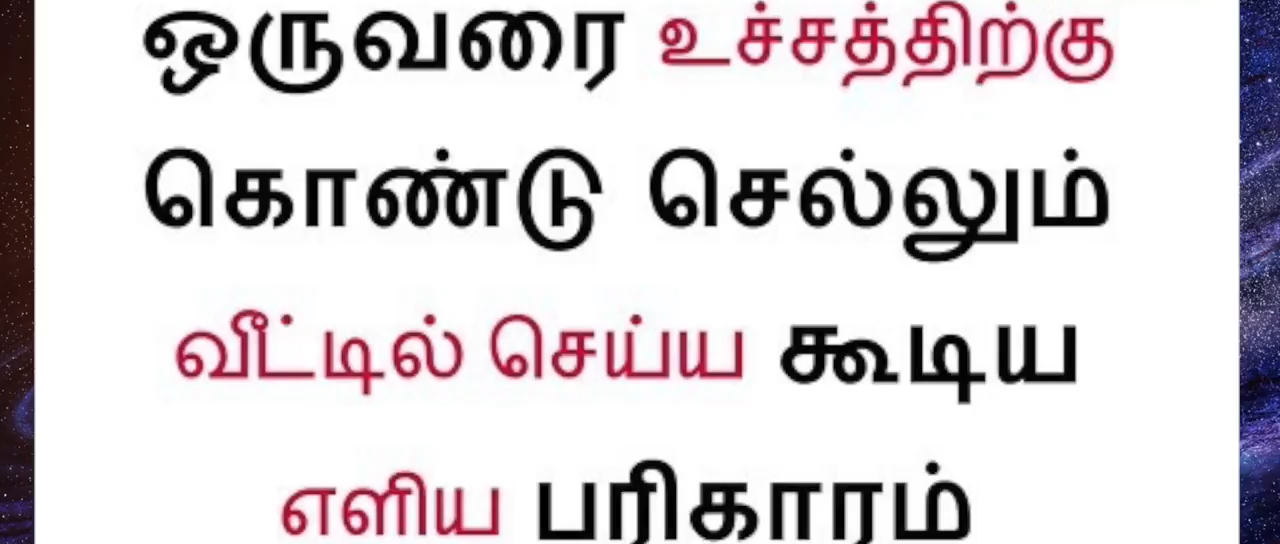 ஒருவரை உச்சத்திற்கு
கொண்டு செல்லும்
வீட்டில் செய்ய கூடிய
எளிய பரிகாரம்